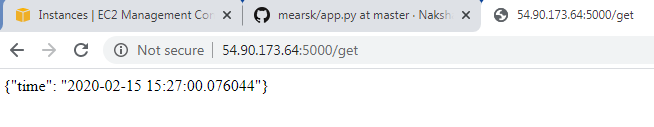 Instances | EC2 Management Con
mearsk/app.py at master · Naksh
54.90.173.64:5000/get
Not secure | 54.90.173.64:5000/get
{"time": "2020-02-15 15:27:00.076044"}